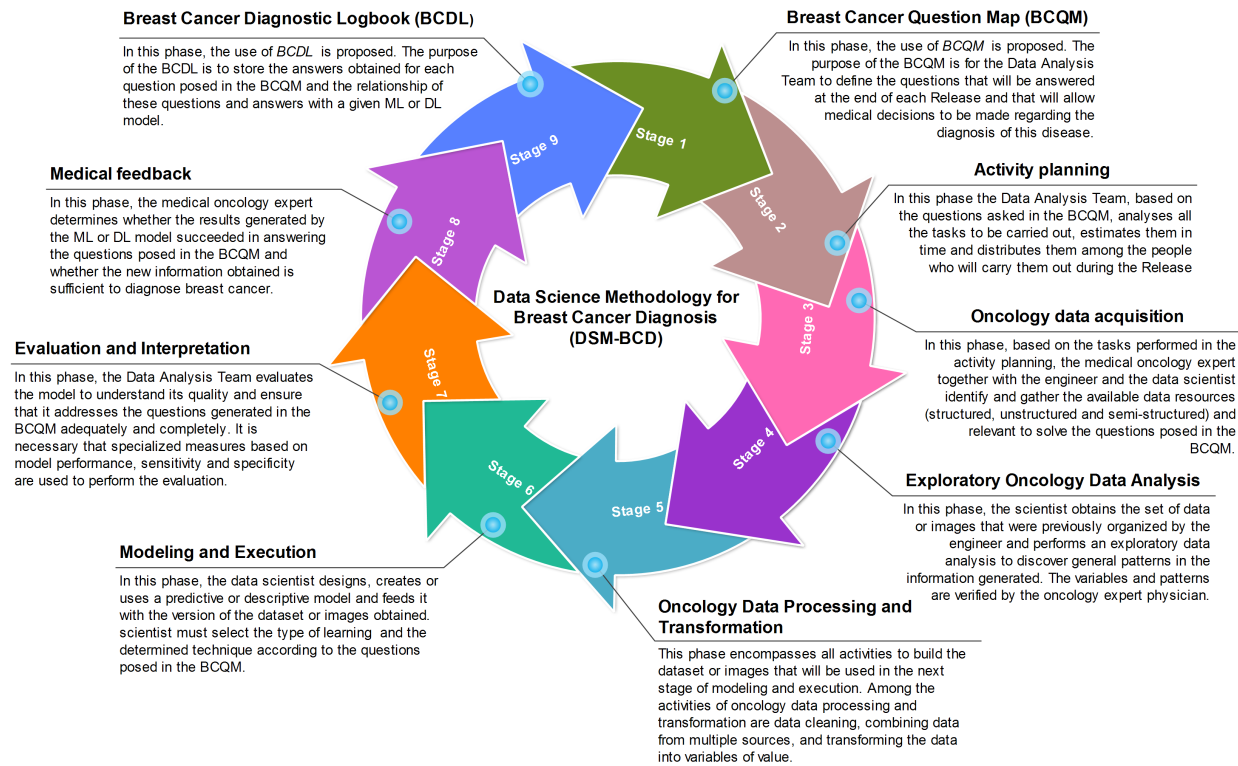 Breast Cancer Diagnostic Logbook (BCDL)
In this phase, the use of BCDL is proposed. The purpose
of the BCDL is to store the answers obtained for each
question posed in the BCQM and the relationship of
these questions and answers with a given ML or DL
model.
Breast Cancer Question Map (BCQM)
In this phase, the use of BCQM is proposed. The
purpose of the BCQM is for the Data Analysis
Team to define the questions that will be answered
at the end of each Release and that will allow
medical decisions to be made regarding the
diagnosis of this disease.
Activity planning
In this phase the Data Analysis Team, based on
the questions asked in the BCQM, analyses all
the tasks to be carried out, estimates them in
time and distributes them among the people
who will carry them out during the Release
Oncology data acquisition
In this phase, based on the tasks performed in the
activity planning, the medical oncology expert
together with the engineer and the data scientist
identify and gather the available data resources
(structured, unstructured and semi-structured) and
relevant to solve the questions posed in the
BCQM.
Exploratory Oncology Data Analysis
In this phase, the scientist obtains the set of data
or images that were previously organized by the
engineer and performs an exploratory data
analysis to discover general patterns in the
information generated. The variables and patterns
are verified by the oncology expert physician.
Oncology Data Processing and
Transformation
This phase encompasses all activities to build the
dataset or images that will be used in the next
stage of modeling and execution. Among the
activities of oncology data processing and
transformation are data cleaning, combining data
from multiple sources, and transforming the data
into variables of value.
Modeling and Execution
In this phase, the data scientist designs, creates or
uses a predictive or descriptive model and feeds it
with the version of the dataset or images obtained.
scientist must select the type of learning and the
determined technique according to the questions
posed in the BCQM.
Evaluation and Interpretation
In this phase, the Data Analysis Team evaluates
the model to understand its quality and ensure
that it addresses the questions generated in the
BCQM adequately and completely. It is
necessary that specialized measures based on
model performance, sensitivity and specificity
are used to perform the evaluation.
Medical feedback
In this phase, the medical oncology expert
determines whether the results generated by
the ML or DL model succeeded in answering
the questions posed in the BCQM and
whether the new information obtained is
sufficient to diagnose breast cancer.
Stage 1
Stage 2
Stage 3
Stage 4
Stage 5
Stage 6
Stage 7
Stage 8
Stage 9
Data Science Methodology for
Breast Cancer Diagnosis
(DSM-BCD)